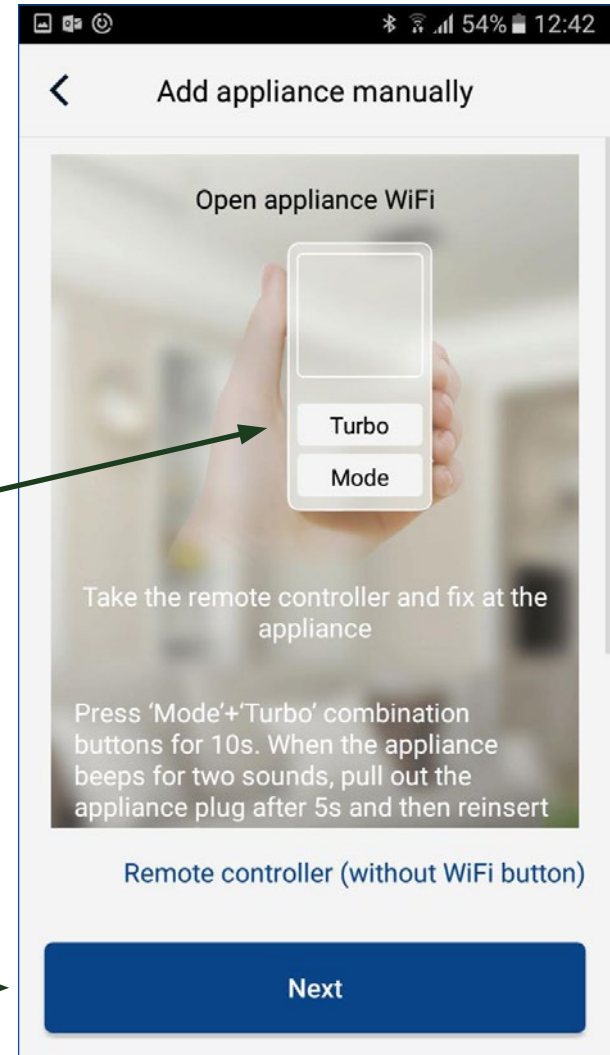 54% 12:42
Add appliance manually
Open appliance WiFi
Turbo
Mode
Take the remote controller and fix at the
appliance
Press ‘Mode’+‘Turbo’ combination
buttons for 10s. When the appliance
beeps for two sounds, pull out the
appliance plug after 5s and then reinsert
Remote controller (without WiFi button)
Next